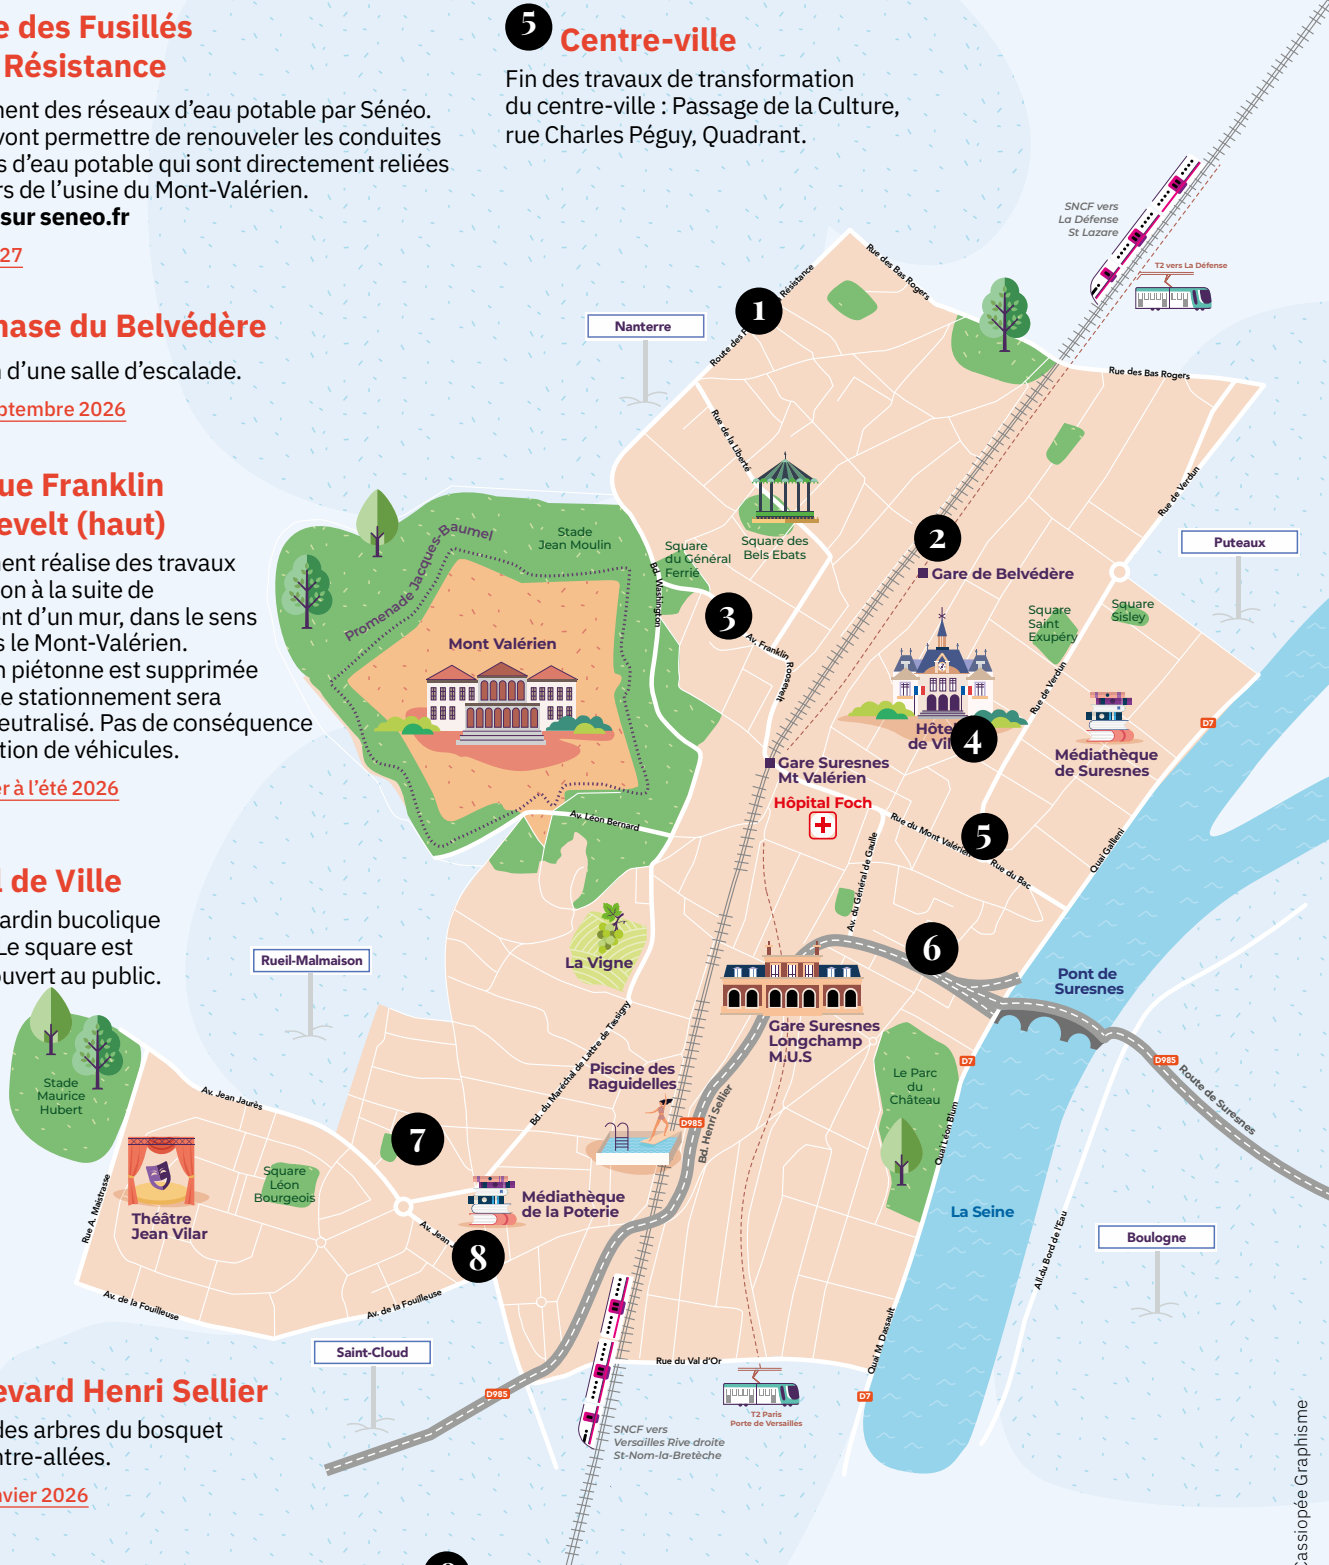 e des Fusillés
Résistance
ment des réseaux d’eau potable par Sénéo.
vont permettre de renouveler les conduites
s d’eau potable qui sont directement reliées
rs de l’usine du Mont-Valérien.
sur seneo.fr
27
5 Centre-ville
Fin des travaux de transformation
du centre-ville : Passage de la Culture,
rue Charles Péguy, Quadrant.
nase du Belvédère
n d’une salle d’escalade.
ptembre 2026
ue Franklin
evelt (haut)
ment réalise des travaux
on à la suite de
ent d’un mur, dans le sens
s le Mont-Valérien.
n piétonne est supprimée
le stationnement sera
neutralisé. Pas de conséquence
tion de véhicules.
er à l’été 2026
l de Ville
ardin bucolique
Le square est
ouvert au public.
evard Henri Sellier
des arbres du bosquet
ntre-allées.
nvier 2026
SNCF vers
La Défense
St Lazare
T2 vers La Défense
Rue des Bas Rogers
Résistance
1
Route des F
Nanterre
Rue des Bas Rogers
Rue de la Liberté
Rue de Verdun
Puteaux
Promenade Jacques-Baumel
Stade
Jean Moulin
Square
du Général
Ferrié
Square des
Bels Ebats
2
Gare de Belvédère
Bd. Washington
3
Av. Franklin
Roosevelt
Square
Saint
Exupéry
Square
Sisley
Rue de Verdun
Mont Valérien
Hôte
de Vil
4
Médiathèque
de Suresnes
D7
Gare Suresnes
Mt Valérien
Hôpital Foch
Av. Léon Bernard
Rue du Mont Valérien
5
Rue du Bac
Quai Gallieni
Av. du Général de Gaulle
6
La Vigne
Rueil-Malmaison
Pont de
Suresnes
Gare Suresnes
Longchamp
M.U.S
Bd. du Maréchal de Lattre de Tassigny
Piscine des
Raguidelles
D985
Bd. Henri Sellier
Le Parc
du
Château
D7
D985
Route de Suresnes
Quai Léon Blum
Stade
Maurice
Hubert
Av. Jean Jaurès
7
Square
Léon
Bourgeois
Théâtre
Jean Vilar
Rue A. Maistrasse
Médiathèque
de la Poterie
Av. Jean J
8
La Seine
All.du Bord de l’Eau
Boulogne
Av. de la Fouilleuse
Av. de la Fouilleuse
Saint-Cloud
Quai M. Dassault
Rue du Val d’Or
D985
T2 Paris
Porte de Versailles
D7
SNCF vers
Versailles Rive droite
St-Nom-la-Bretèche
Cassiopée Graphisme